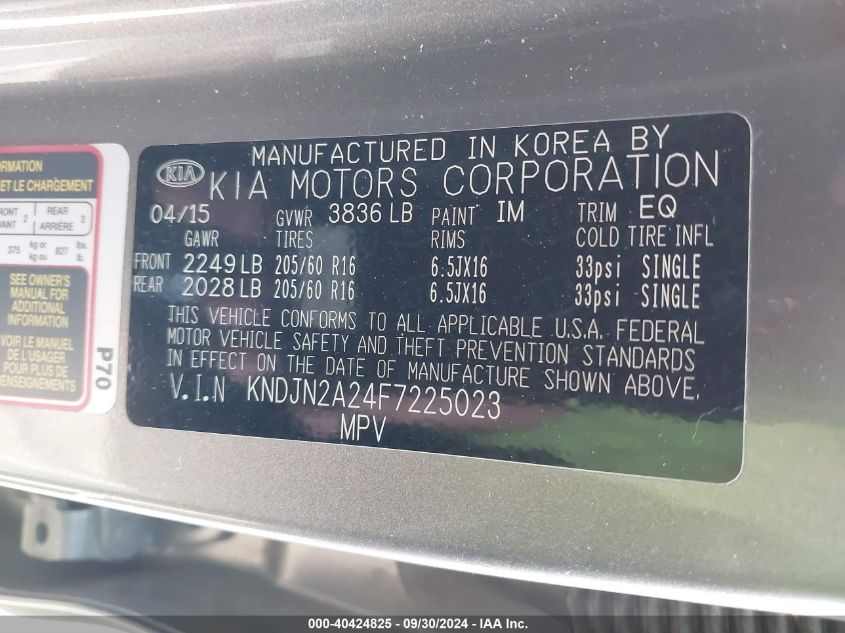 ORMATION
ET LE CHARGEMENT
FRONT 2 REAR 3
VANT ARRIÈRE
375 kg or 827 lbs.
kg ou lb.
SEE OWNER'S
MANUAL FOR
ADDITIONAL
INFORMATION
VOIR LE MANUEL
DE L'USAGER
POUR PLUS DE
RENSEIGNEMENTS
P70
KIA
MANUFACTURED IN KOREA BY
KIA MOTORS CORPORATION
04/15 GVWR 3836 LB PAINT IM TRIM EQ
GAWR TIRES RIMS COLD TIRE INFL
FRONT 2249 LB 205/60 R16 6.5JX16 33psi SINGLE
REAR 2028 LB 205/60 R16 6.5JX16 33psi SINGLE
THIS VEHICLE CONFORMS TO ALL APPLICABLE U.S.A. FEDERAL
MOTOR VEHICLE SAFETY AND THEFT PREVENTION STANDARDS
IN EFFECT ON THE DATE OF MANUFACTURE SHOWN ABOVE.
V.I.N KNDJN2A24F7225023
MPV
000-40424825 - 09/30/2024 - IAA Inc.